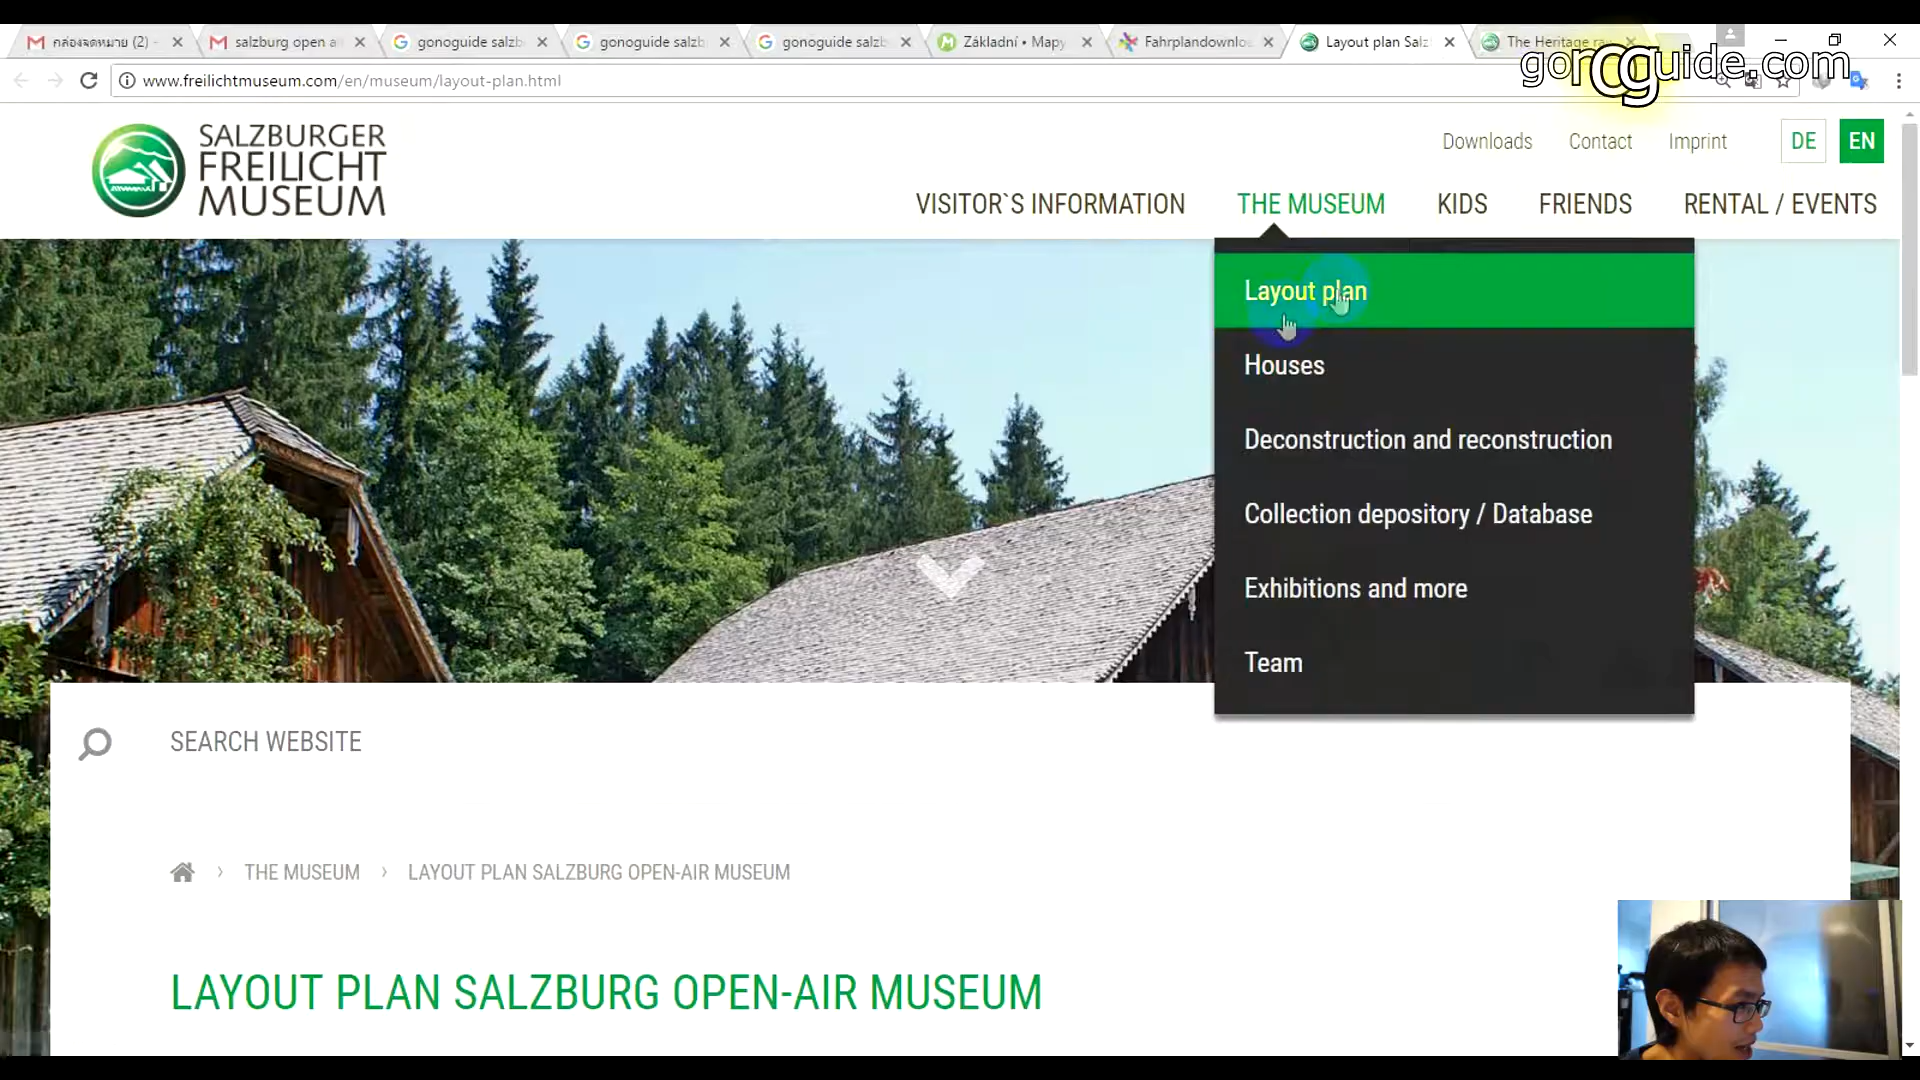 กล่องจดหมาย (2) -
salzburg open a
gonoguide salzb
gonoguide salzb
gonoguide salzb
Základní • Mapy
Fahrplandownlo
Layout plan Salz
The Heritage ra
gonoguide.com
www.freilichtmuseum.com/en/museum/layout-plan.html
SALZBURGER
FREILICHT
MUSEUM
Downloads Contact Imprint DE EN
VISITOR`S INFORMATION THE MUSEUM KIDS FRIENDS RENTAL / EVENTS
Layout plan
Houses
Deconstruction and reconstruction
Collection depository / Database
Exhibitions and more
Team
SEARCH WEBSITE
THE MUSEUM › LAYOUT PLAN SALZBURG OPEN-AIR MUSEUM
LAYOUT PLAN SALZBURG OPEN-AIR MUSEUM